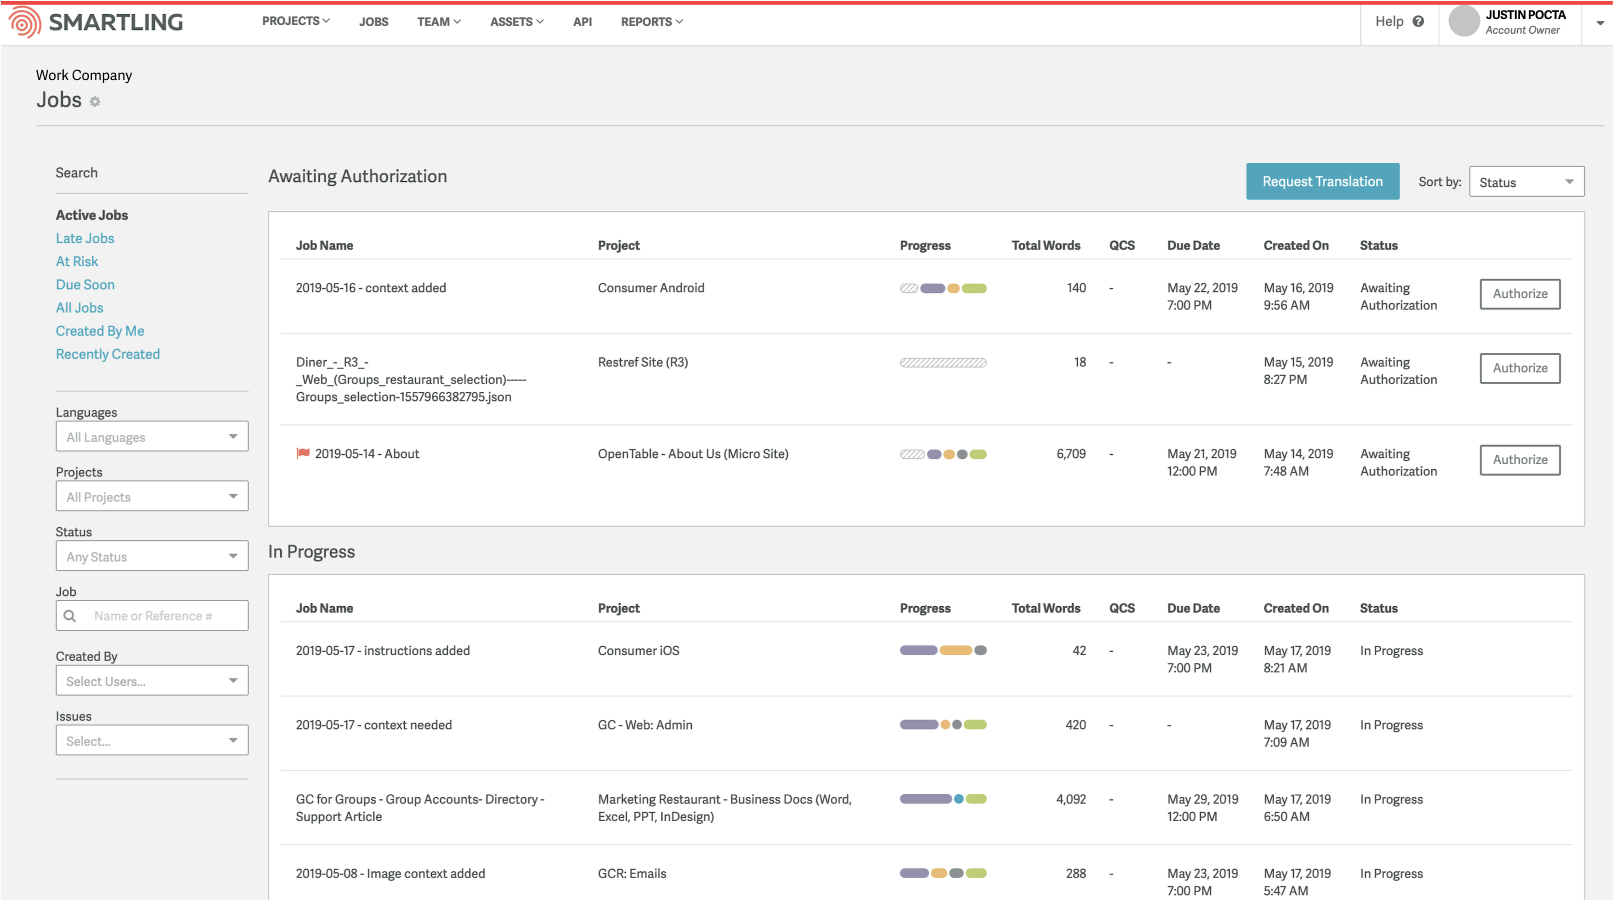 SMARTLING PROJECTS JOBS TEAM ASSETS API REPORTS Help ? JUSTIN POCTA
Account Owner
Work Company
Jobs
Search
Active Jobs
Late Jobs
At Risk
Due Soon
All Jobs
Created By Me
Recently Created
Languages
All Languages
Projects
All Projects
Status
Any Status
Job
Name or Reference #
Created By
Select Users...
Issues
Select...
Awaiting Authorization Request Translation Sort by: Status
Job Name Project Progress Total Words QCS Due Date Created On Status
2019-05-16 - context added Consumer Android 140 - May 22, 2019 May 16, 2019 Awaiting Authorize
7:00 PM 9:56 AM Authorization
Diner_-_R3_- Restref Site (R3) 18 - - May 15, 2019 Awaiting Authorize
_Web_(Groups_restaurant_selection)----- 8:27 PM Authorization
Groups_selection-1557966382795.json
2019-05-14 - About OpenTable - About Us (Micro Site) 6,709 - May 21, 2019 May 14, 2019 Awaiting Authorize
12:00 PM 7:48 AM Authorization
In Progress
Job Name Project Progress Total Words QCS Due Date Created On Status
2019-05-17 - instructions added Consumer iOS 42 - May 23, 2019 May 17, 2019 In Progress
7:00 PM 8:21 AM
2019-05-17 - context needed GC - Web: Admin 420 - - May 17, 2019 In Progress
7:09 AM
GC for Groups - Group Accounts- Directory - Marketing Restaurant - Business Docs (Word, 4,092 - May 29, 2019 May 17, 2019 In Progress
Support Article Excel, PPT, InDesign) 12:00 PM 6:50 AM
2019-05-08 - Image context added GCR: Emails 288 - May 23, 2019 May 17, 2019 In Progress
7:00 PM 5:47 AM